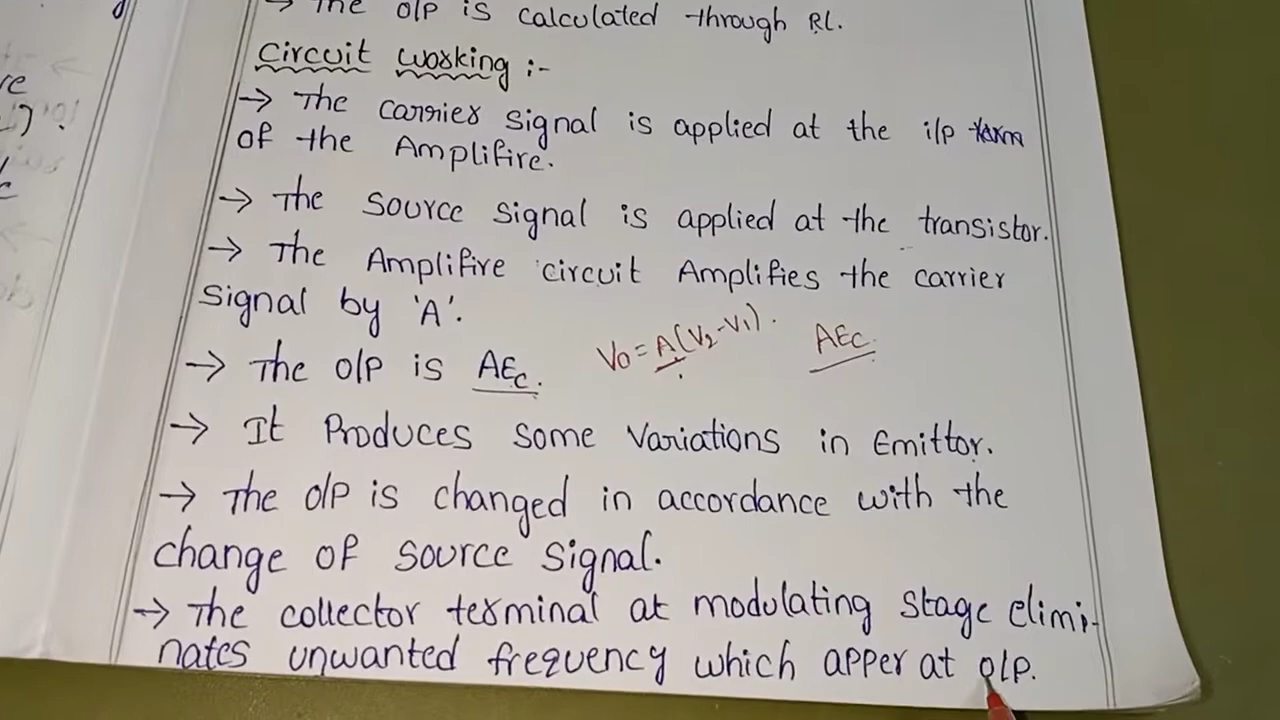 → The O/P is calculated through RL.
Circuit working :-
→ The carrier signal is applied at the i/p
of the Amplifire.
→ The source signal is applied at the transistor.
→ The Amplifire circuit Amplifies the carrier
signal by 'A'.
Vo = A(V2-V1). AEc.
→ The O/P is AEc.
→ It Produces some variations in Emittor.
→ The O/P is changed in accordance with the
change of source signal.
→ The collector terminal at modulating stage elimi-
nates unwanted frequency which apper at O/P.